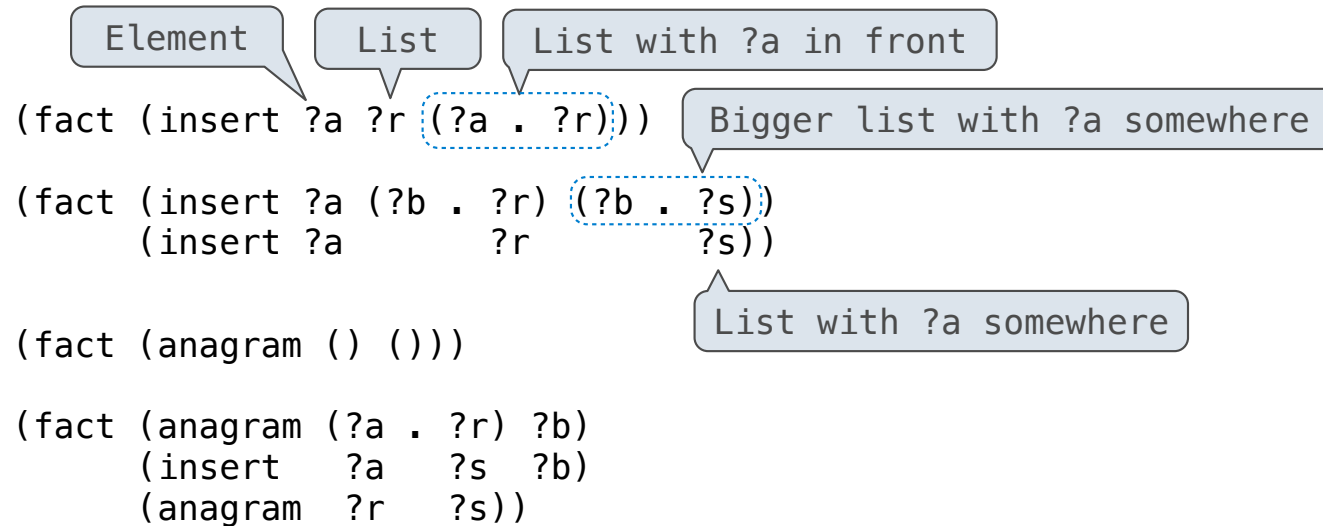 Element
List
List with ?a in front
(fact (insert ?a ?r (?a . ?r)))
Bigger list with ?a somewhere
(fact (insert ?a (?b . ?r) (?b . ?s))
(insert ?a ?r ?s))
List with ?a somewhere
(fact (anagram () ()))
(fact (anagram (?a . ?r) ?b)
(insert ?a ?s ?b)
(anagram ?r ?s))